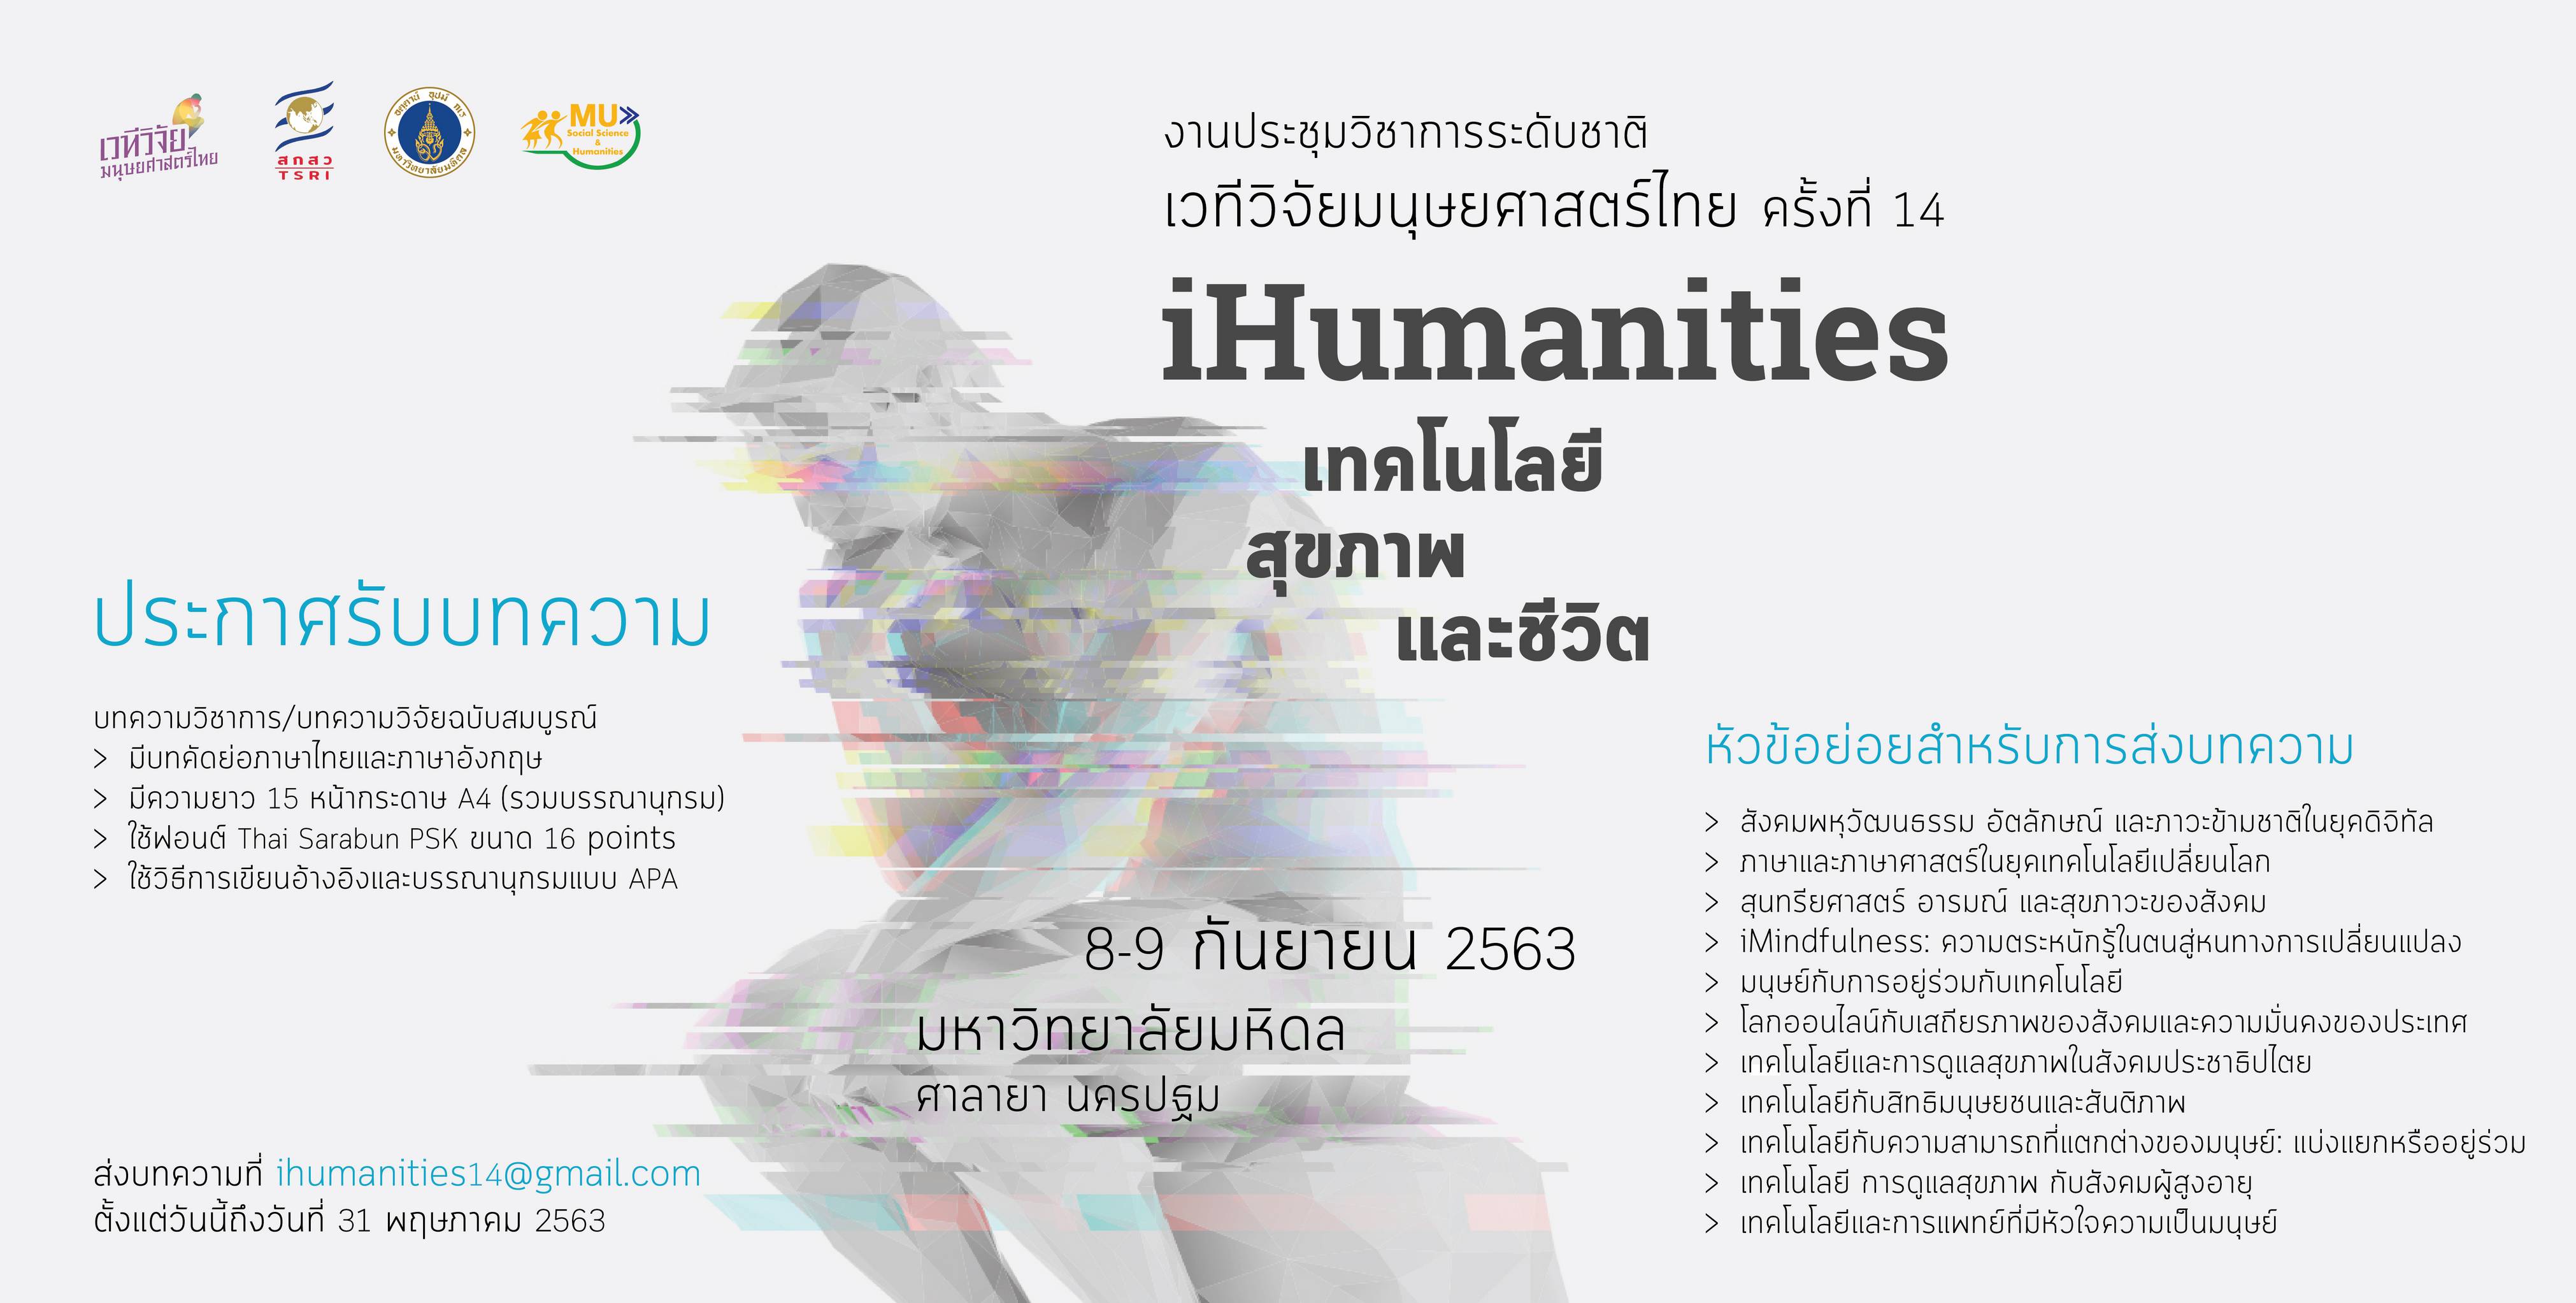 เวทีวิจัย
มนุษยศาสตร์ไทย
สกสว
TSRI
อตฺตานํ อุปมํ กเร
มหาวิทยาลัยมหิดล
MU
Social Science
&
Humanities
งานประชุมวิชาการระดับชาติ
เวทีวิจัยมนุษยศาสตร์ไทย ครั้งที่ 14
iHumanities
เทคโนโลยี
สุขภาพ
และชีวิต
ประกาศรับบทความ
บทความวิชาการ/บทความวิจัยฉบับสมบูรณ์
> มีบทคัดย่อภาษาไทยและภาษาอังกฤษ
> มีความยาว 15 หน้ากระดาษ A4 (รวมบรรณานุกรม)
> ใช้ฟอนต์ Thai Sarabun PSK ขนาด 16 points
> ใช้วิธีการเขียนอ้างอิงและบรรณานุกรมแบบ APA
ส่งบทความที่ ihumanities14@gmail.com
ตั้งแต่วันนี้ถึงวันที่ 31 พฤษภาคม 2563
8-9 กันยายน 2563
มหาวิทยาลัยมหิดล
ศาลายา นครปฐม
หัวข้อย่อยสำหรับการส่งบทความ
> สังคมพหุวัฒนธรรม อัตลักษณ์ และภาวะข้ามชาติในยุคดิจิทัล
> ภาษาและภาษาศาสตร์ในยุคเทคโนโลยีเปลี่ยนโลก
> สุนทรียศาสตร์ อารมณ์ และสุขภาวะของสังคม
> iMindfulness: ความตระหนักรู้ในตนสู่หนทางการเปลี่ยนแปลง
> มนุษย์กับการอยู่ร่วมกับเทคโนโลยี
> โลกออนไลน์กับเสถียรภาพของสังคมและความมั่นคงของประเทศ
> เทคโนโลยีและการดูแลสุขภาพในสังคมประชาธิปไตย
> เทคโนโลยีกับสิทธิมนุษยชนและสันติภาพ
> เทคโนโลยีกับความสามารถที่แตกต่างของมนุษย์: แบ่งแยกหรืออยู่ร่วม
> เทคโนโลยี การดูแลสุขภาพ กับสังคมผู้สูงอายุ
> เทคโนโลยีและการแพทย์ที่มีหัวใจความเป็นมนุษย์